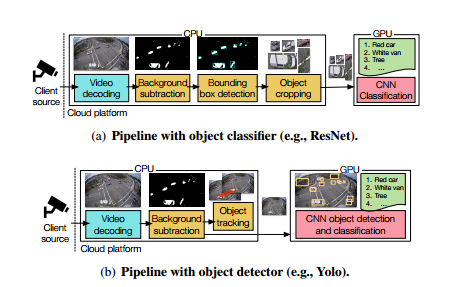 CPU
GPU
1. Red car
2. White van
3. Tree
4. ...
Client
source
Video
decoding
Background
subtraction
Bounding
box detection
Object
cropping
CNN
Classification
Cloud platform
(a) Pipeline with object classifier (e.g., ResNet).
CPU
GPU
1. Red car
2. White van
3. Tree
4. ...
Client
source
Video
decoding
Background
subtraction
Object
tracking
CNN object detection
and classification
Cloud platform
(b) Pipeline with object detector (e.g., Yolo).